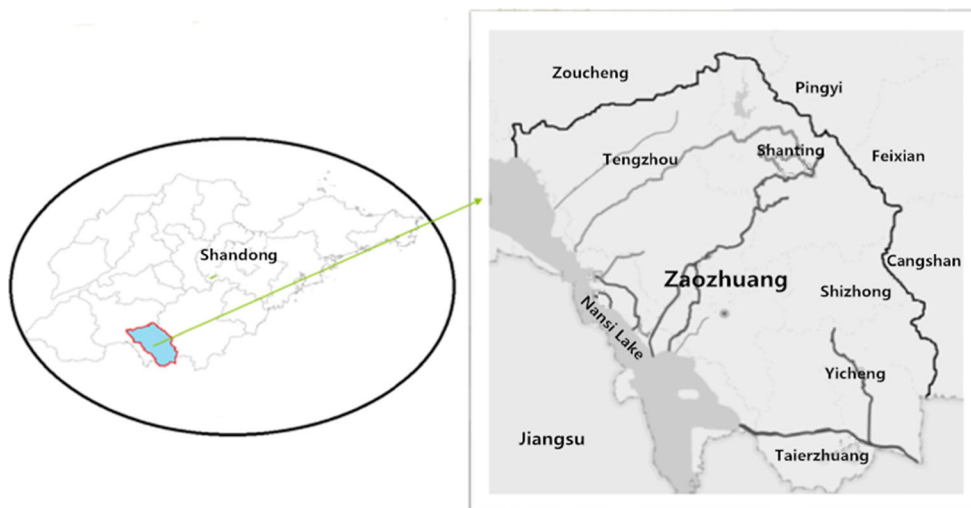 Shandong
Zoucheng
Pingyi
Tengzhou
Shanting
Feixian
Cangshan
Zaozhuang
Shizhong
Nansi Lake
Yicheng
Jiangsu
Taierzhuang